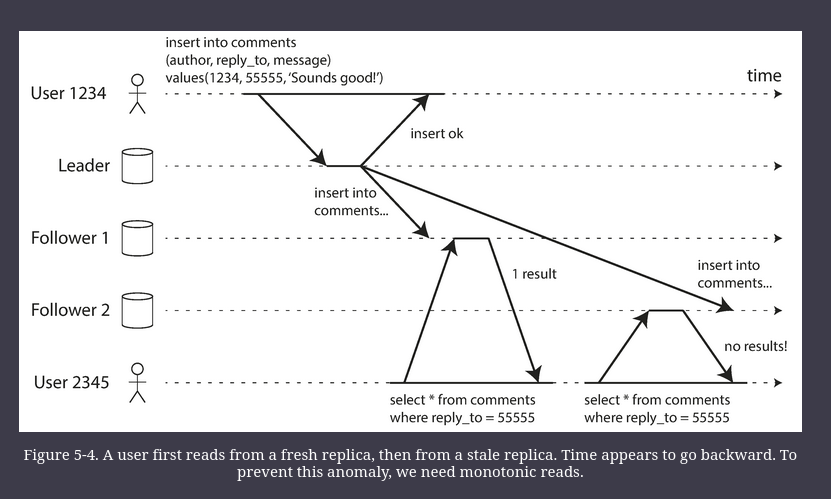 insert into comments
(author, reply_to, message)
values(1234, 55555, ‘Sounds good!’)
time
User 1234
insert ok
Leader
insert into
comments...
Follower 1
1 result
insert into
comments...
Follower 2
no results!
User 2345
select * from comments
where reply_to = 55555
select * from comments
where reply_to = 55555
Figure 5-4. A user first reads from a fresh replica, then from a stale replica. Time appears to go backward. To
prevent this anomaly, we need monotonic reads.